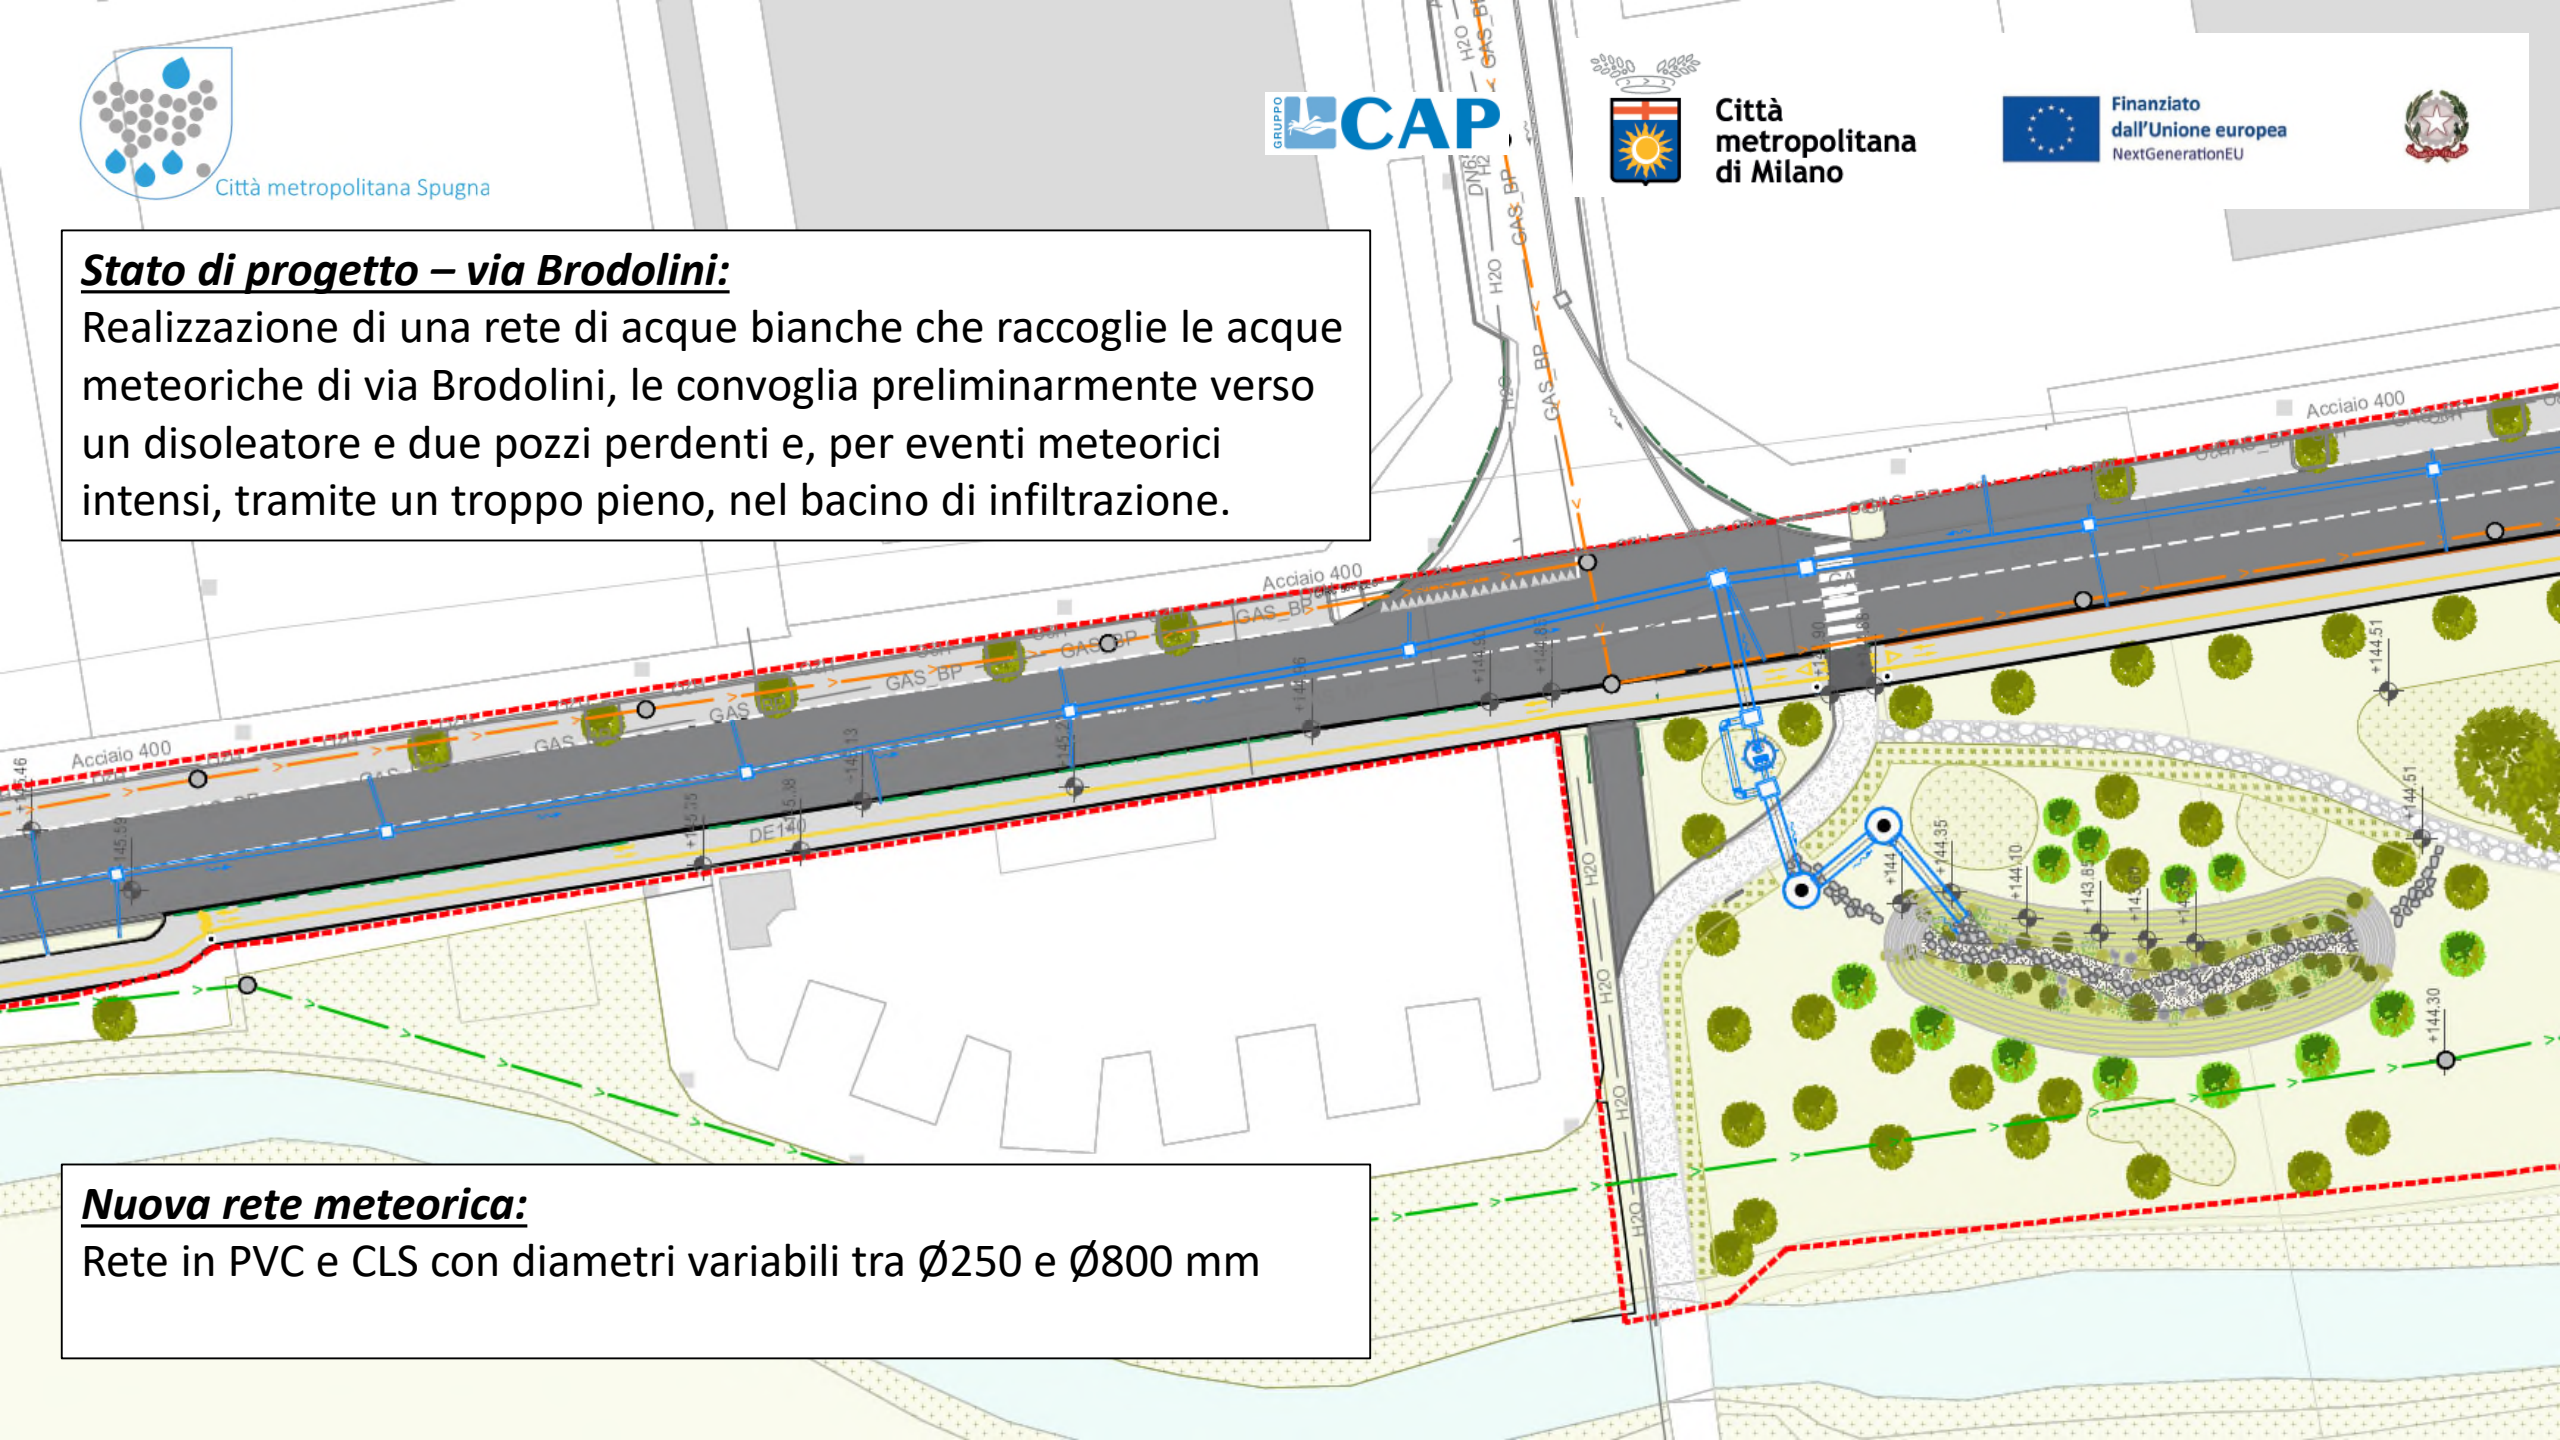 Città metropolitana Spugna
GRUPPO
CAP
Città
metropolitana
di Milano
Finanziato
dall'Unione europea
NextGenerationEU
Stato di progetto – via Brodolini:
Realizzazione di una rete di acque bianche che raccoglie le acque
meteoriche di via Brodolini, le convoglia preliminarmente verso
un disoleatore e due pozzi perdenti e, per eventi meteorici
intensi, tramite un troppo pieno, nel bacino di infiltrazione.
H2O
GAS_BP
H2O
GAS_BP
H2O
GAS_BP
Acciaio 400
Acciaio 400
GAS_BP
GAS_BP
Acciaio 400
DE140
+144.51
+144.51
+144.35
+144.10
+143.85
+144.30
H2O
H2O
H2O
H2O
Nuova rete meteorica:
Rete in PVC e CLS con diametri variabili tra Ø250 e Ø800 mm